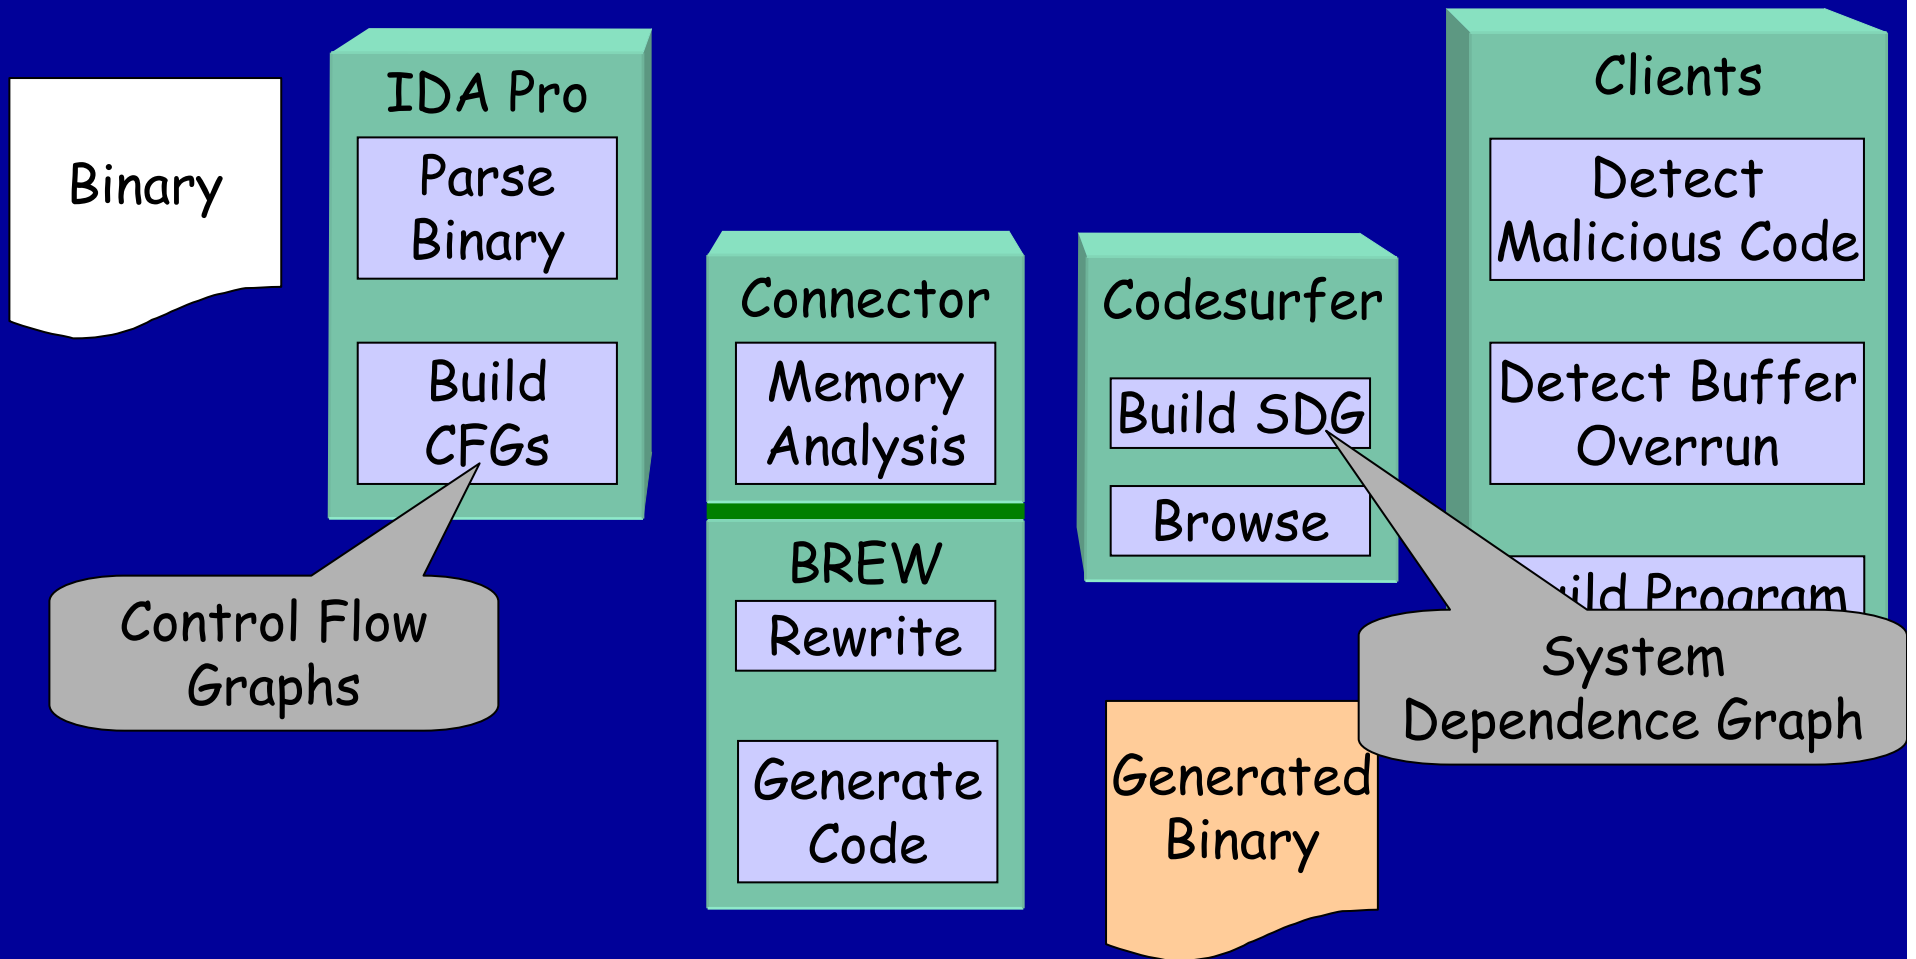 Binary
IDA Pro
Parse
Binary
Build
CFGs
Control Flow
Graphs
Connector
Memory
Analysis
BREW
Rewrite
Generate
Code
Codesurfer
Build SDG
Browse
Generated
Binary
Clients
Detect
Malicious Code
Detect Buffer
Overrun
Program
System
Dependence Graph